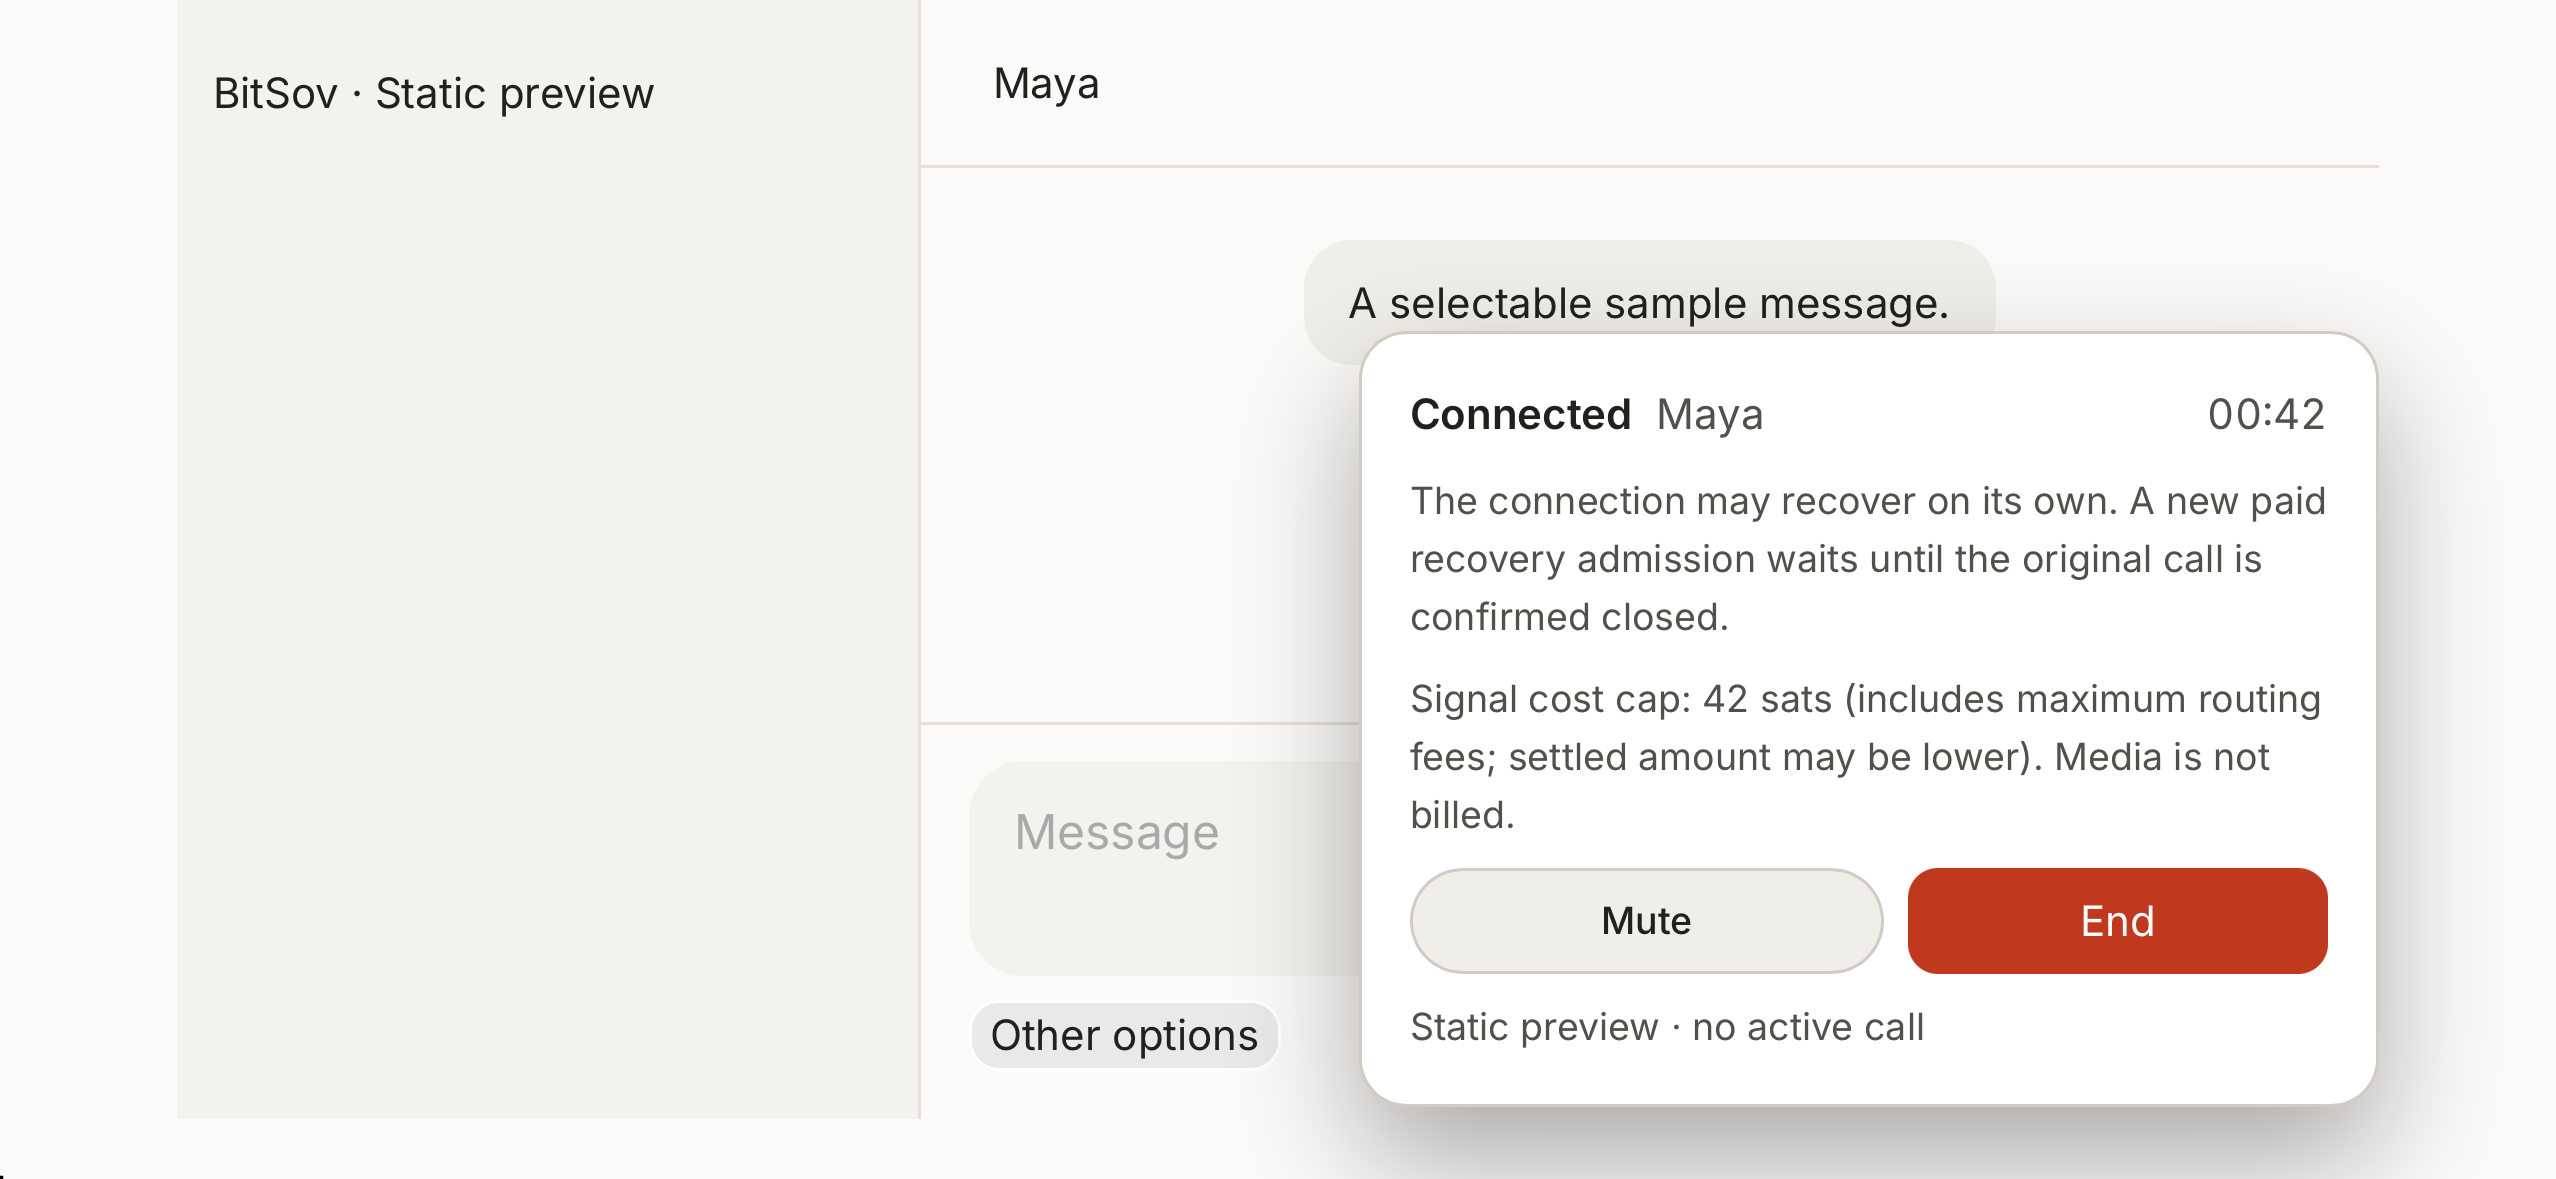 BitSov · Static preview
Maya
A selectable sample message.
Connected Maya 00:42
The connection may recover on its own. A new paid
recovery admission waits until the original call is
confirmed closed.
Signal cost cap: 42 sats (includes maximum routing
fees; settled amount may be lower). Media is not
billed.
Mute End
Static preview · no active call
Message
Other options